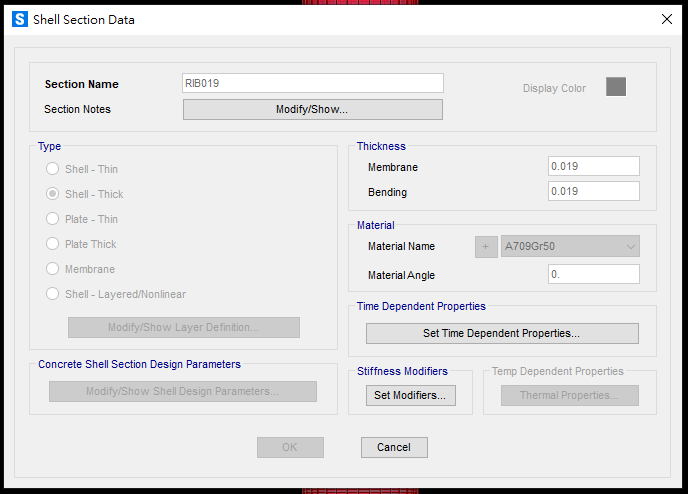 S Shell Section Data
Section Name RIB019 Display Color
Section Notes Modify/Show...
Type
Shell - Thin
Shell - Thick
Plate - Thin
Plate Thick
Membrane
Shell - Layered/Nonlinear
Modify/Show Layer Definition...
Concrete Shell Section Design Parameters
Modify/Show Shell Design Parameters...
Thickness
Membrane 0.019
Bending 0.019
Material
Material Name + A709Gr50
Material Angle 0.
Time Dependent Properties
Set Time Dependent Properties...
Stiffness Modifiers
Set Modifiers...
Temp Dependent Properties
Thermal Properties...
OK Cancel